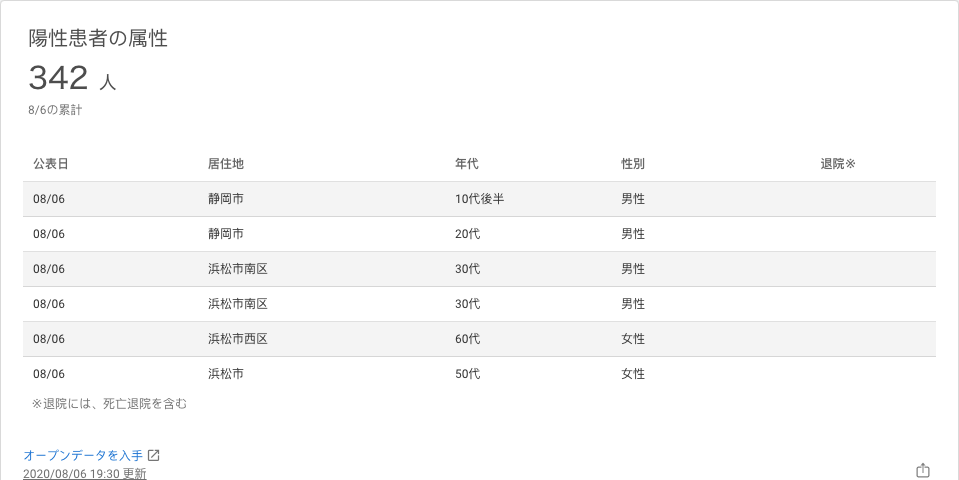 陽性患者の属性
342 人
8/6の累計
公表日 居住地 年代 性別 退院※
08/06 静岡市 10代後半 男性
08/06 静岡市 20代 男性
08/06 浜松市南区 30代 男性
08/06 浜松市南区 30代 男性
08/06 浜松市西区 60代 女性
08/06 浜松市 50代 女性
※退院には、死亡退院を含む
オープンデータを入手
2020/08/06 19:30 更新